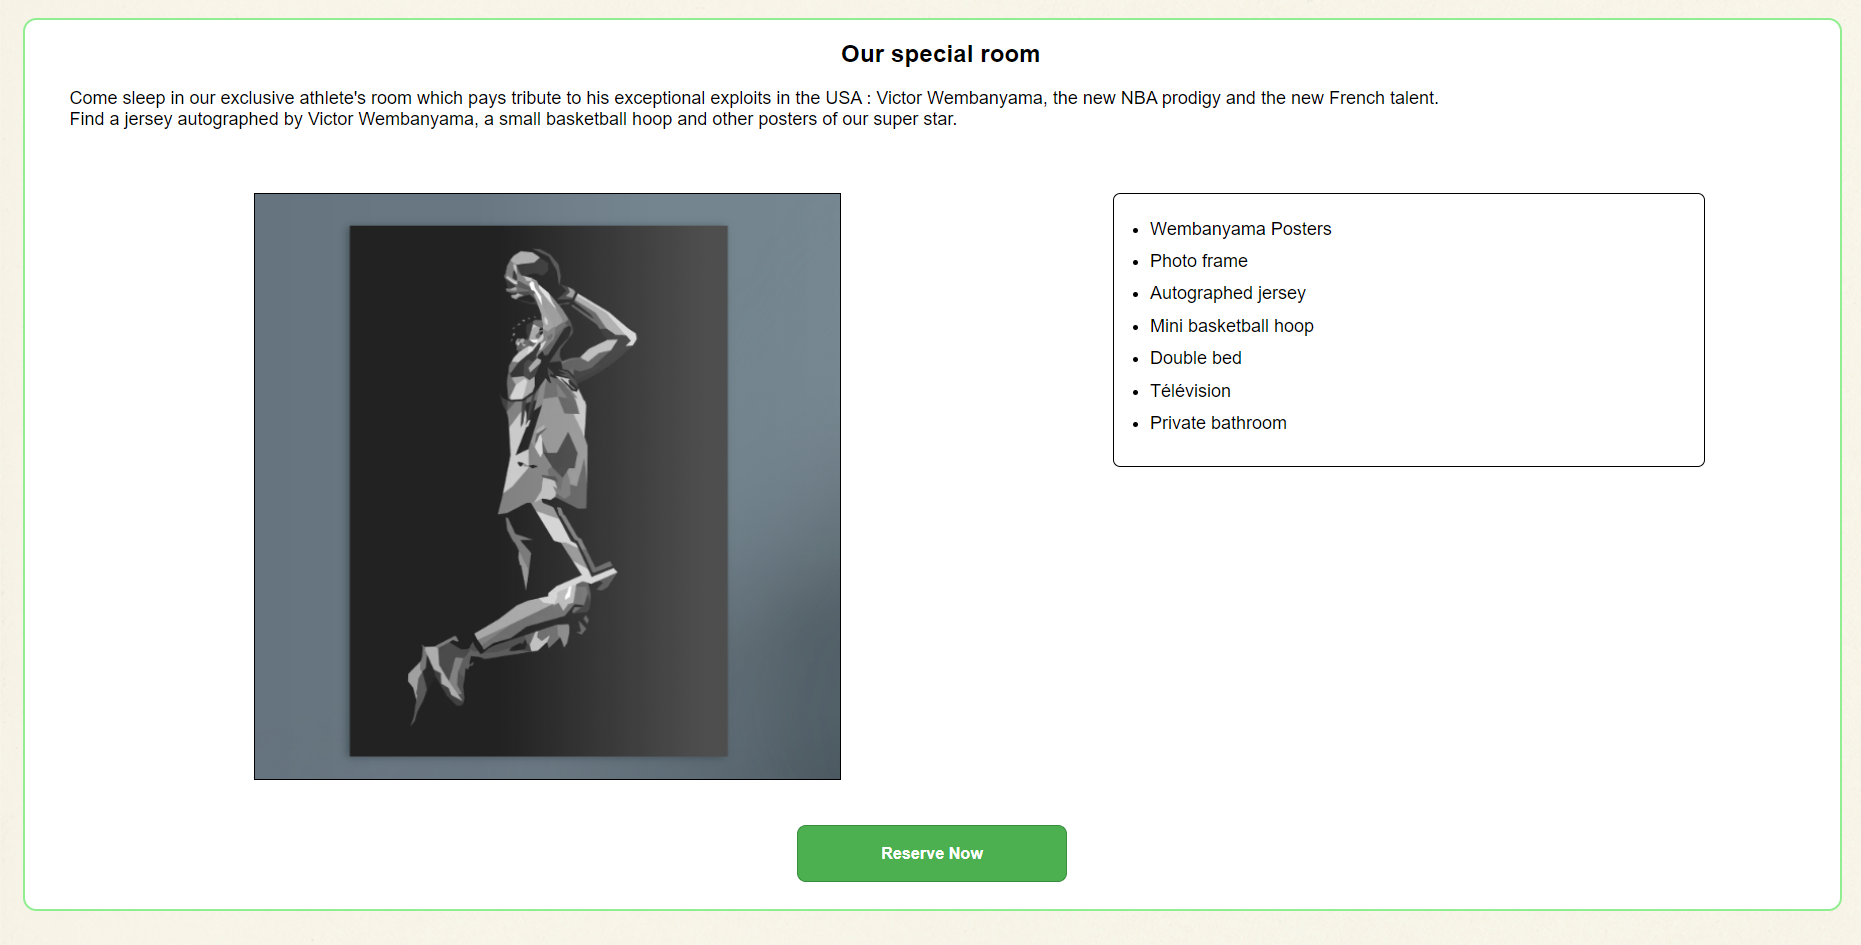 Our special room
Come sleep in our exclusive athlete's room which pays tribute to his exceptional exploits in the USA : Victor Wembanyama, the new NBA prodigy and the new French talent.
Find a jersey autographed by Victor Wembanyama, a small basketball hoop and other posters of our super star.
Wembanyama Posters
Photo frame
Autographed jersey
Mini basketball hoop
Double bed
Télévision
Private bathroom
Reserve Now